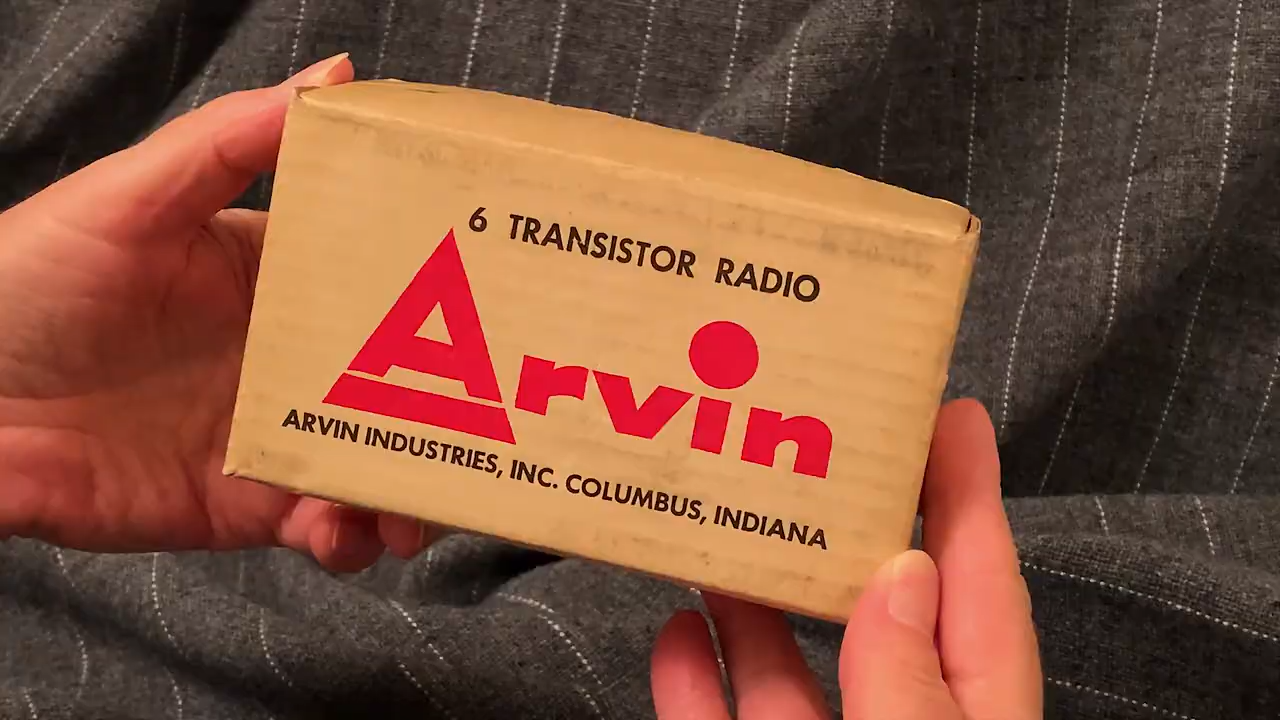 6 TRANSISTOR RADIO
Arvin
ARVIN INDUSTRIES, INC. COLUMBUS, INDIANA